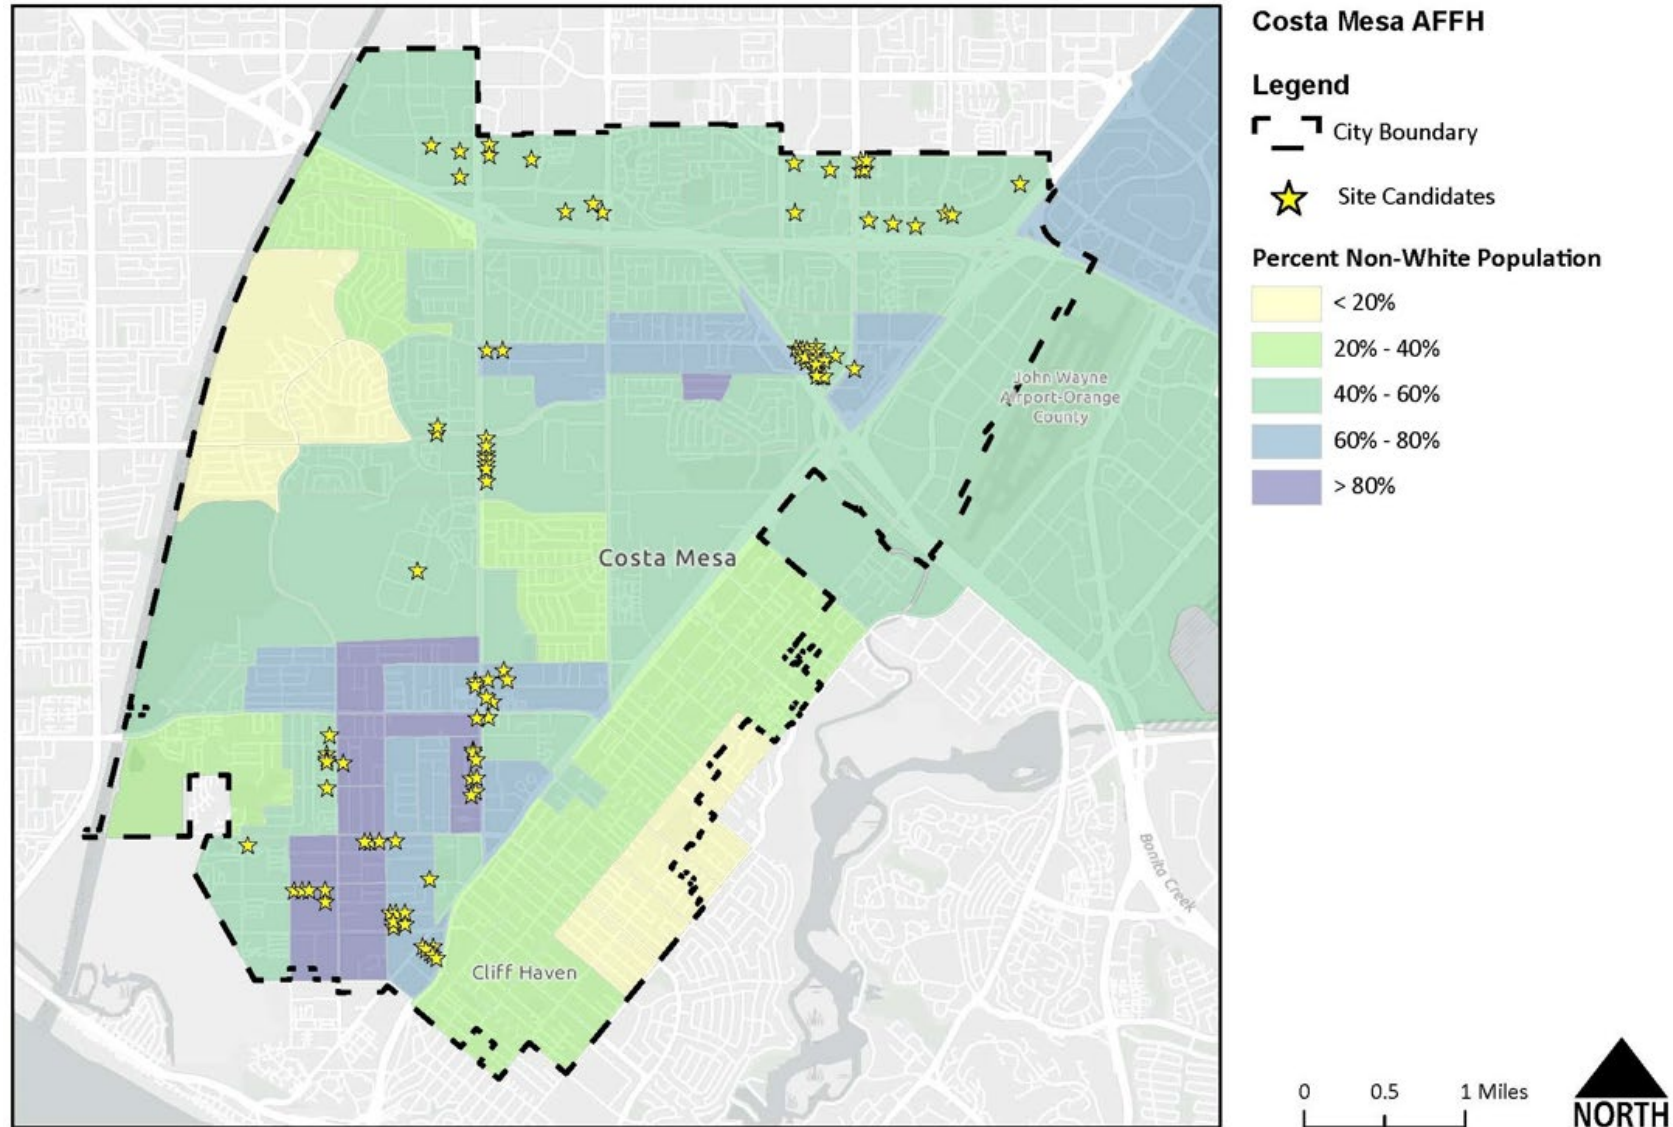 Costa Mesa AFFH
Legend
City Boundary
Site Candidates
Percent Non-White Population
< 20%
20% - 40%
40% - 60%
60% - 80%
> 80%
John Wayne
Airport-Orange
County
Costa Mesa
Bonita Creek
Cliff Haven
0 0.5 1 Miles
NORTH